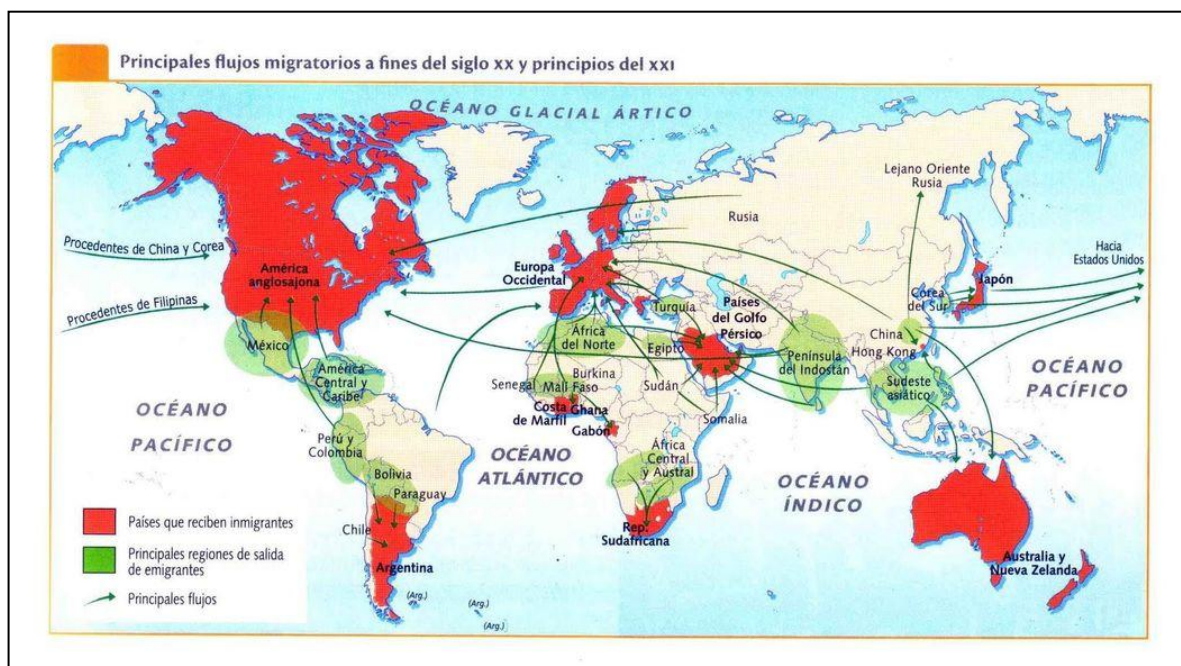 Principales flujos migratorios a fines del siglo XX y principios del XXI
OCÉANO GLACIAL ÁRTICO
Lejano Oriente
Rusia
Rusia
Procedentes de China y Corea
Hacia
Estados Unidos
América
anglosajona
Europa
Occidental
Japón
Corea
del Sur
Turquía
Países
del Golfo
Pérsico
Procedentes de Filipinas
África
del Norte
Egipto
China
Hong Kong
México
Península
del Indostán
América
Central y
Caribe
Burkina
Senegal
Malí Faso
Sudán
Sudeste
asiático
OCÉANO
PACÍFICO
OCÉANO
PACÍFICO
Costa
de Marfil
Ghana
Gabón
Somalia
Perú y
Colombia
OCÉANO
ATLÁNTICO
África
Central
y Austral
OCÉANO
ÍNDICO
Bolivia
Paraguay
Países que reciben inmigrantes
Chile
Rep.
Sudafricana
Principales regiones de salida
de emigrantes
Argentina
Australia y
Nueva Zelanda
Principales flujos
(Arg.)
(Arg.)
(Arg.)